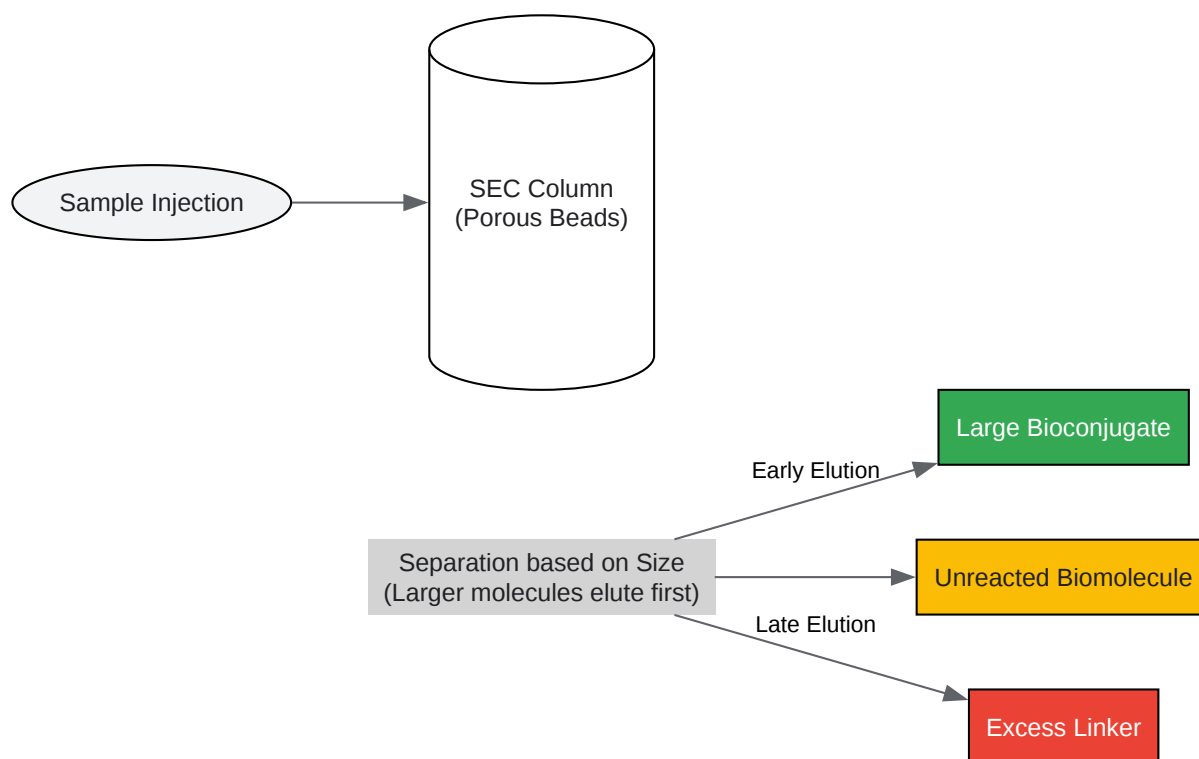 Sample Injection
SEC Column
(Porous Beads)
Large Bioconjugate
Early Elution
Separation based on Size
(Larger molecules elute first)
Unreacted Biomolecule
Late Elution
Excess Linker